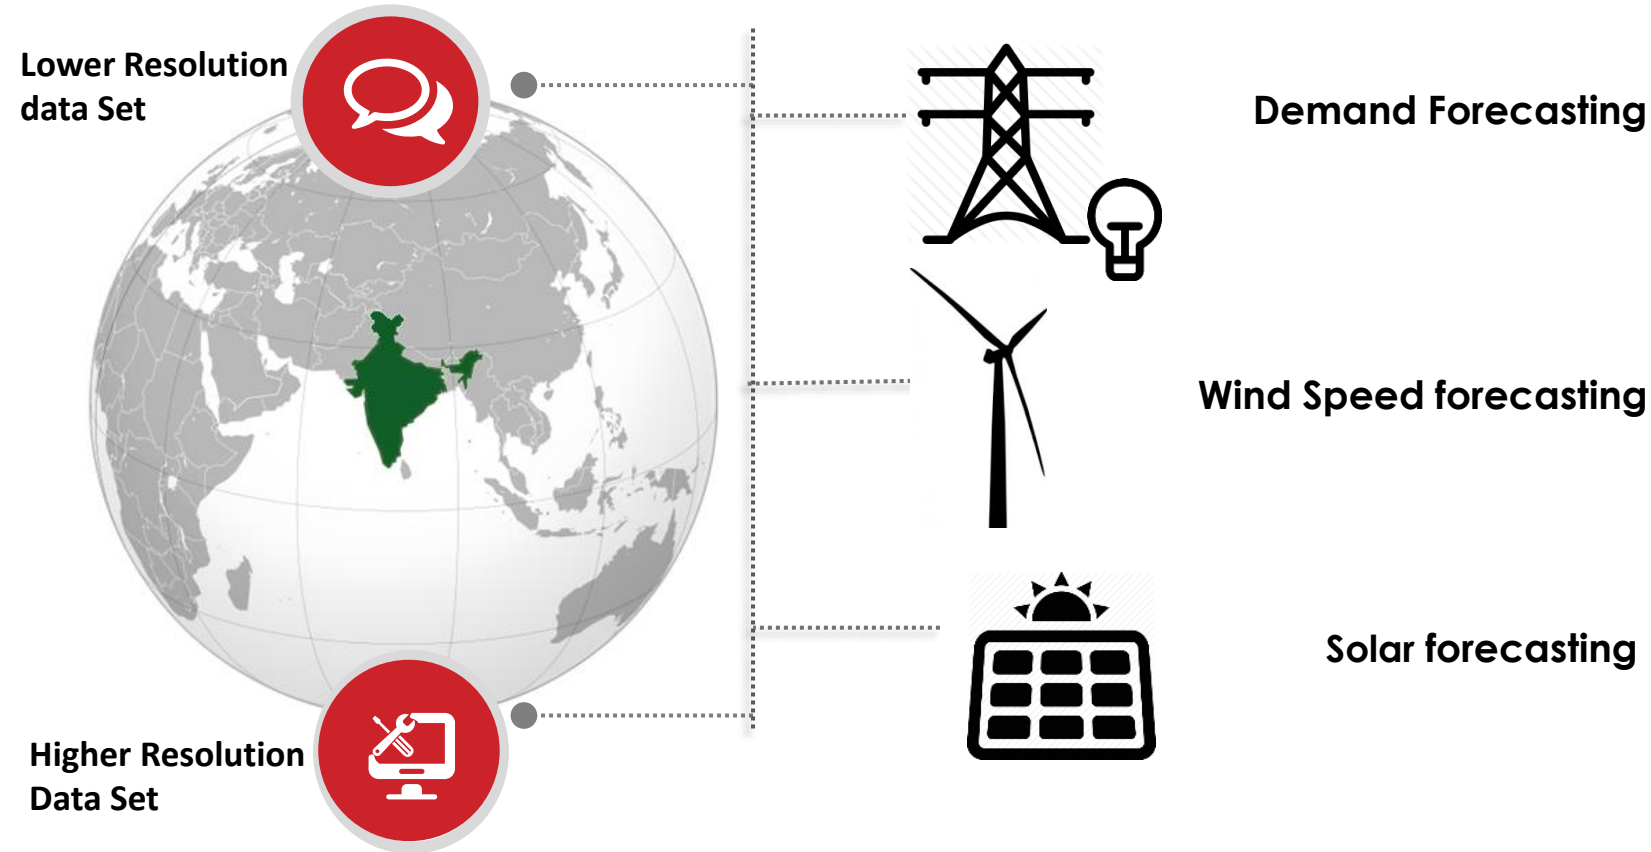 Lower Resolution
data Set
Demand Forecasting
Wind Speed forecasting
Solar forecasting
Higher Resolution
Data Set